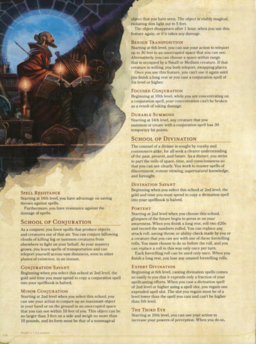 SPELL RESISTANCE
Starting at 14th level, you have advantage on saving
throws against spells.
Furthermore, you have resistance against the
damage of spells.
SCHOOL OF CONJURATION
As a conjurer, you favor spells that produce objects
and creatures out of thin air. You can conjure billowing
clouds of killing fog or summon creatures from
elsewhere to fight on your behalf. As your mastery
grows, you learn spells of transportation and can
teleport yourself across vast distances, even to other
planes of existence, in an instant.
CONJURATION SAVANT
Beginning when you select this school at 2nd level, the
gold and time you must spend to copy a conjuration spell
into your spellbook is halved.
MINOR CONJURATION
Starting at 2nd level when you select this school, you
can use your action to conjure up an inanimate object
in your hand or on the ground in an unoccupied space
that you can see within 10 feet of you. This object can be
no larger than 3 feet on a side and weigh no more than
10 pounds, and its form must be that of a nonmagical
object that you have seen. The object is visibly magical,
radiating dim light out to 5 feet.
The object disappears after 1 hour, when you use this
feature again, or if it takes any damage.
BENIGN TRANSPOSITION
Starting at 6th level, you can use your action to teleport
up to 30 feet to an unoccupied space that you can see.
Alternatively, you can choose a space within range
that is occupied by a Small or Medium creature. If that
creature is willing, you both teleport, swapping places.
Once you use this feature, you can't use it again until
you finish a long rest or you cast a conjuration spell of
1st level or higher.
FOCUSED CONJURATION
Beginning at 10th level, while you are concentrating on
a conjuration spell, your concentration can't be broken
as a result of taking damage.
DURABLE SUMMONS
Starting at 14th level, any creature that you
summon or create with a conjuration spell has 30
temporary hit points.
SCHOOL OF DIVINATION
The counsel of a diviner is sought by royalty and
commoners alike, for all seek a clearer understanding
of the past, present, and future. As a diviner, you strive
to part the veils of space, time, and consciousness so
that you can see clearly. You work to master spells of
discernment, remote viewing, supernatural knowledge,
and foresight.
DIVINATION SAVANT
Beginning when you select this school at 2nd level, the
gold and time you must spend to copy a divination spell
into your spellbook is halved.
PORTENT
Starting at 2nd level when you choose this school,
glimpses of the future begin to press in on your
awareness. When you finish a long rest, roll two d20s
and record the numbers rolled. You can replace any
attack roll, saving throw, or ability check made by you or
a creature that you can see with one of these foretelling
rolls. You must choose to do so before the roll, and you
can replace a roll in this way only once per turn.
Each foretelling roll can be used only once. When you
finish a long rest, you lose any unused foretelling rolls.
EXPERT DIVINATION
Beginning at 6th level, casting divination spells comes
so easily to you that it expends only a fraction of your
spellcasting efforts. When you cast a divination spell
of 2nd level or higher using a spell slot, you regain one
expended spell slot. The slot you regain must be of a
level lower than the spell you cast and can't be higher
than 5th level.
THE THIRD EYE
Starting at 10th level, you can use your action to
increase your powers of perception. When you do so,